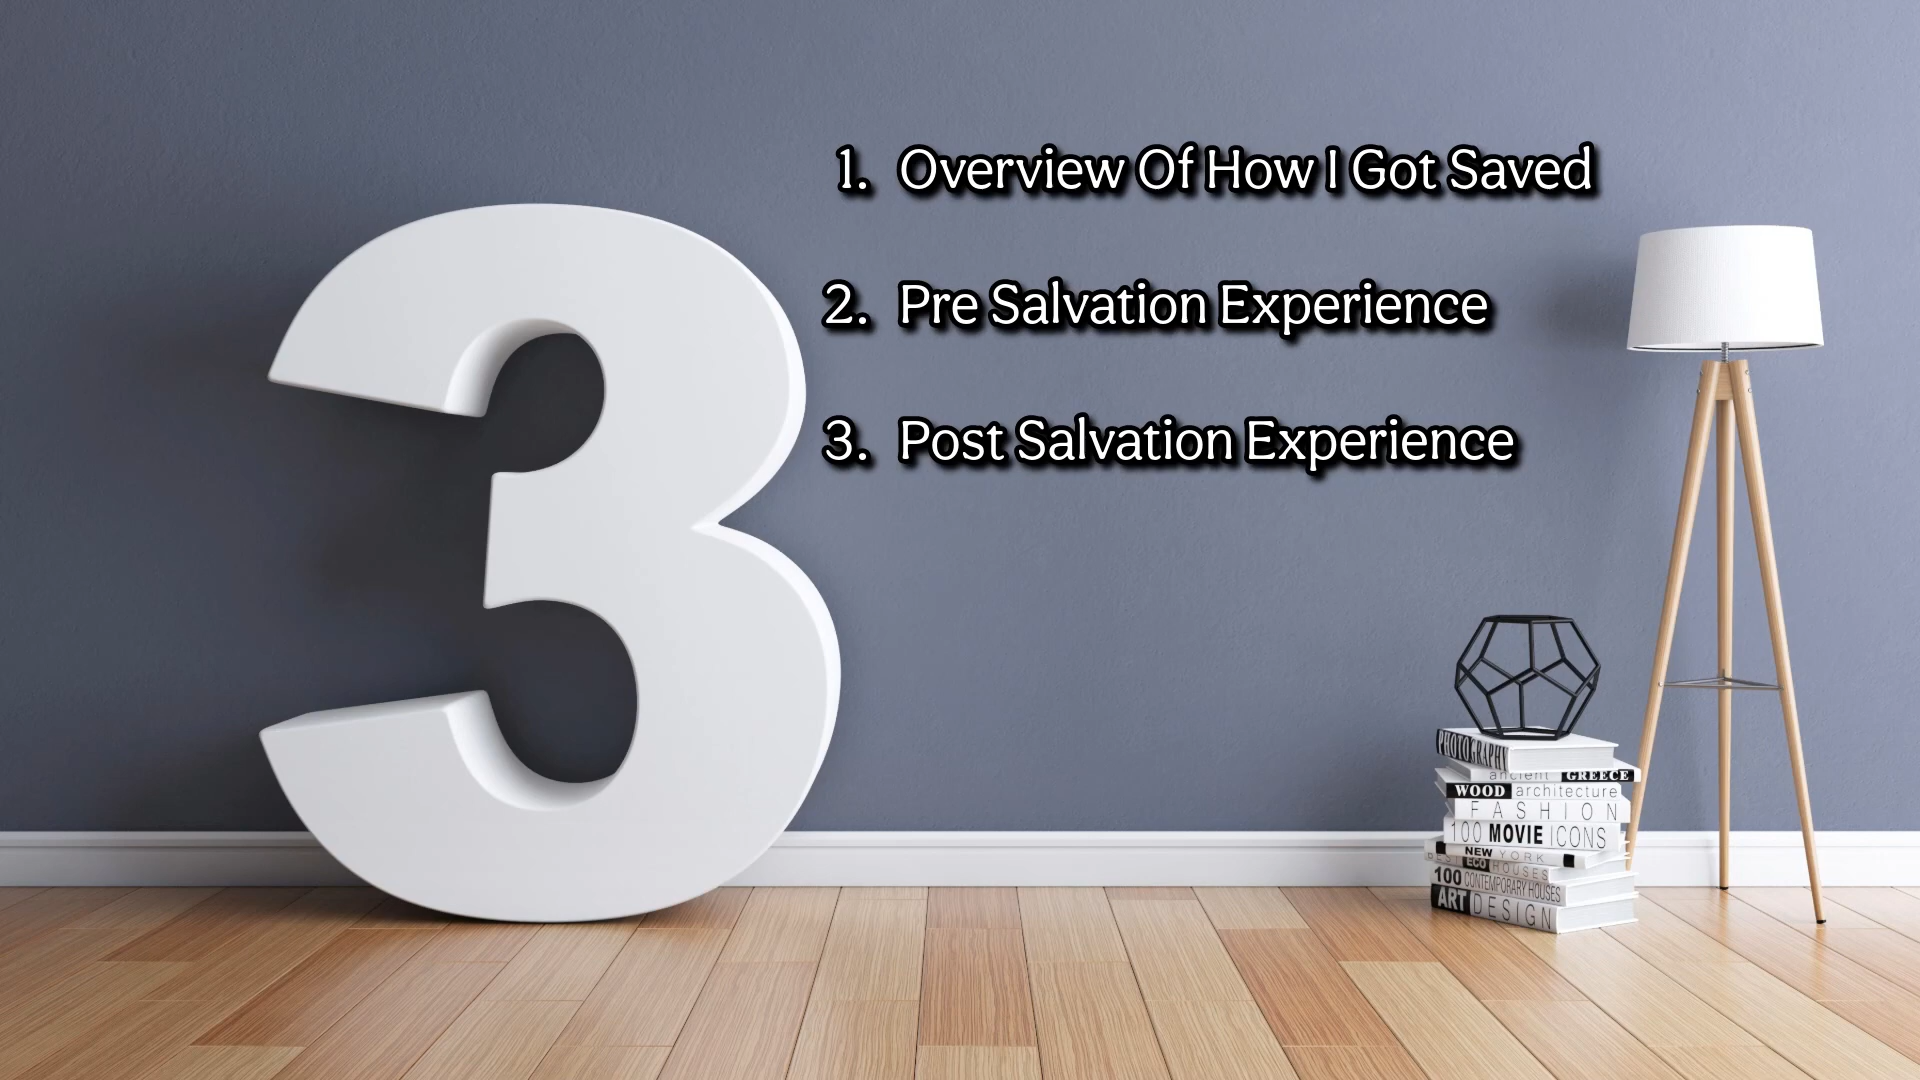 3
1. Overview Of How I Got Saved
2. Pre Salvation Experience
3. Post Salvation Experience
PHOTOGRAPHY
ancient GREECE
WOOD architecture
FASHION
100 MOVIE ICONS
NEW YORK
ECO HOUSES
100 CONTEMPORARY HOUSES
ART DESIGN